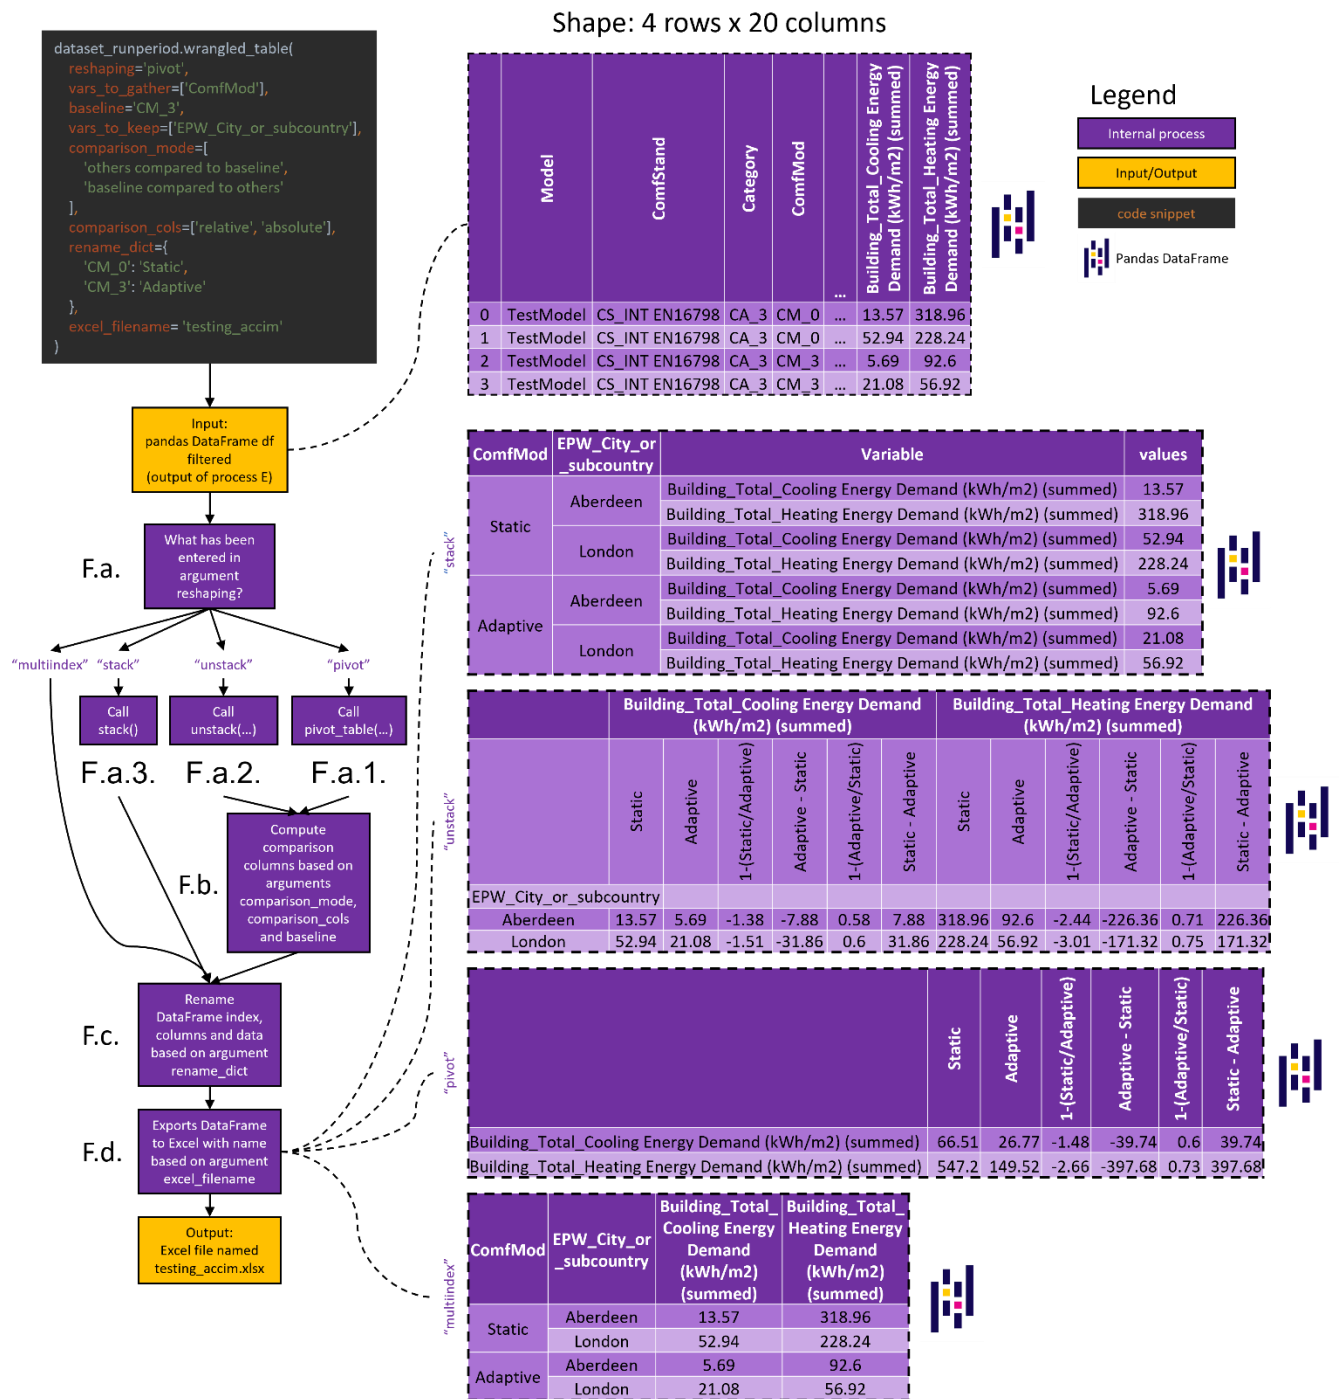 Shape: 4 rows x 20 columns
dataset_runperiod.wrangled_table(
reshaping='pivot',
vars_to_gather=['ComfMod'],
baseline='CM_3',
vars_to_keep=['EPW_City_or_subcountry'],
comparison_mode=[
'others compared to baseline',
'baseline compared to others'
],
comparison_cols=['relative', 'absolute'],
rename_dict={
'CM_0': 'Static',
'CM_3': 'Adaptive'
},
excel_filename= 'testing_accim'
)
Input:
pandas DataFrame df
filtered
(output of process E)
F.a.
What has been
entered in
argument
reshaping?
"multiindex" "stack" "unstack" "pivot"
Call
stack()
Call
unstack(...)
Call
pivot_table(...)
F.a.3. F.a.2. F.a.1.
F.b.
Compute
comparison
columns based on
arguments
comparison_mode,
comparison_cols
and baseline
F.c.
Rename
DataFrame index,
columns and data
based on argument
rename_dict
F.d.
Exports DataFrame
to Excel with name
based on argument
excel_filename
Output:
Excel file named
testing_accim.xlsx
Model ComfStand Category ComfMod ... Building_Total_Cooling Energy Demand (kWh/m2) (summed) Building_Total_Heating Energy Demand (kWh/m2) (summed)
0 TestModel CS_INT EN16798 CA_3 CM_0 ... 13.57 318.96
1 TestModel CS_INT EN16798 CA_3 CM_0 ... 52.94 228.24
2 TestModel CS_INT EN16798 CA_3 CM_3 ... 5.69 92.6
3 TestModel CS_INT EN16798 CA_3 CM_3 ... 21.08 56.92
Legend
Internal process
Input/Output
code snippet
Pandas DataFrame
"stack"
ComfMod EPW_City_or_subcountry Variable values
Static Aberdeen Building_Total_Cooling Energy Demand (kWh/m2) (summed) 13.57
Building_Total_Heating Energy Demand (kWh/m2) (summed) 318.96
London Building_Total_Cooling Energy Demand (kWh/m2) (summed) 52.94
Building_Total_Heating Energy Demand (kWh/m2) (summed) 228.24
Adaptive Aberdeen Building_Total_Cooling Energy Demand (kWh/m2) (summed) 5.69
Building_Total_Heating Energy Demand (kWh/m2) (summed) 92.6
London Building_Total_Cooling Energy Demand (kWh/m2) (summed) 21.08
Building_Total_Heating Energy Demand (kWh/m2) (summed) 56.92
"unstack"
Building_Total_Cooling Energy Demand Building_Total_Heating Energy Demand
(kWh/m2) (summed) (kWh/m2) (summed)
Static Adaptive 1-(Static/Adaptive) Adaptive - Static 1-(Adaptive/Static) Static - Adaptive Static Adaptive 1-(Static/Adaptive) Adaptive - Static 1-(Adaptive/Static) Static - Adaptive
EPW_City_or_subcountry
Aberdeen 13.57 5.69 -1.38 -7.88 0.58 7.88 318.96 92.6 -2.44 -226.36 0.71 226.36
London 52.94 21.08 -1.51 -31.86 0.6 31.86 228.24 56.92 -3.01 -171.32 0.75 171.32
"pivot"
Static Adaptive 1-(Static/Adaptive) Adaptive - Static 1-(Adaptive/Static) Static - Adaptive
Building_Total_Cooling Energy Demand (kWh/m2) (summed) 66.51 26.77 -1.48 -39.74 0.6 39.74
Building_Total_Heating Energy Demand (kWh/m2) (summed) 547.2 149.52 -2.66 -397.68 0.73 397.68
"multiindex"
ComfMod EPW_City_or_subcountry Building_Total_Cooling Energy Demand (kWh/m2) (summed) Building_Total_Heating Energy Demand (kWh/m2) (summed)
Static Aberdeen 13.57 318.96
London 52.94 228.24
Adaptive Aberdeen 5.69 92.6
London 21.08 56.92